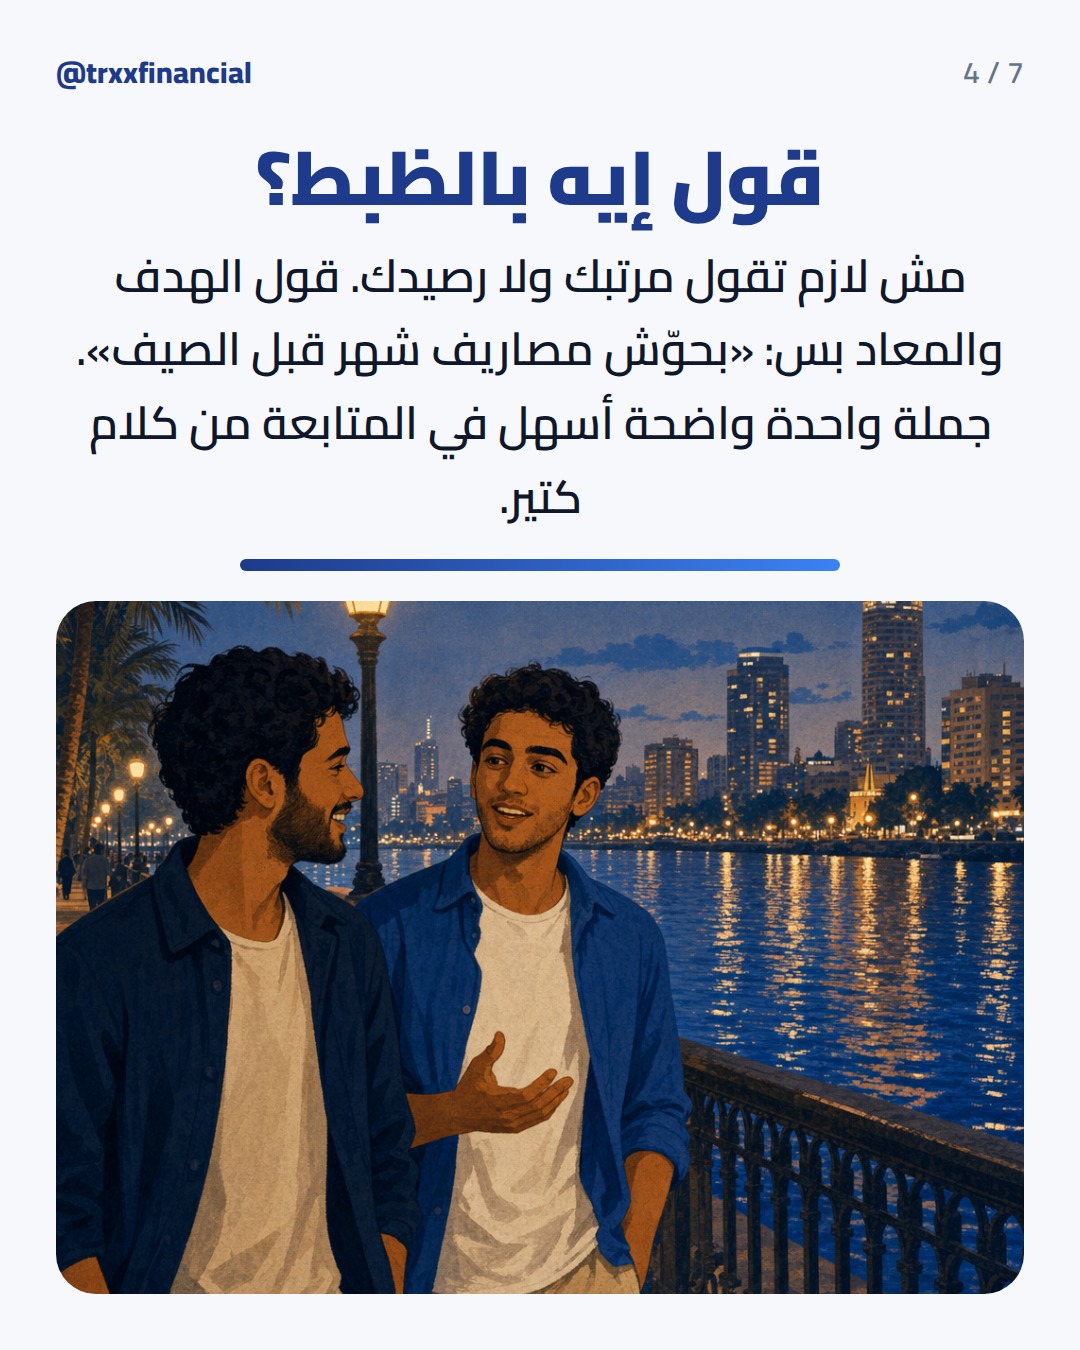 @trxxfinancial
4 / 7
قول إيه بالظبط؟
مش لازم تقول مرتبك ولا رصيدك. قول الهدف
والمعاد بس: «بحوّش مصاريف شهر قبل الصيف».
جملة واحدة واضحة أسهل في المتابعة من كلام
كتير.